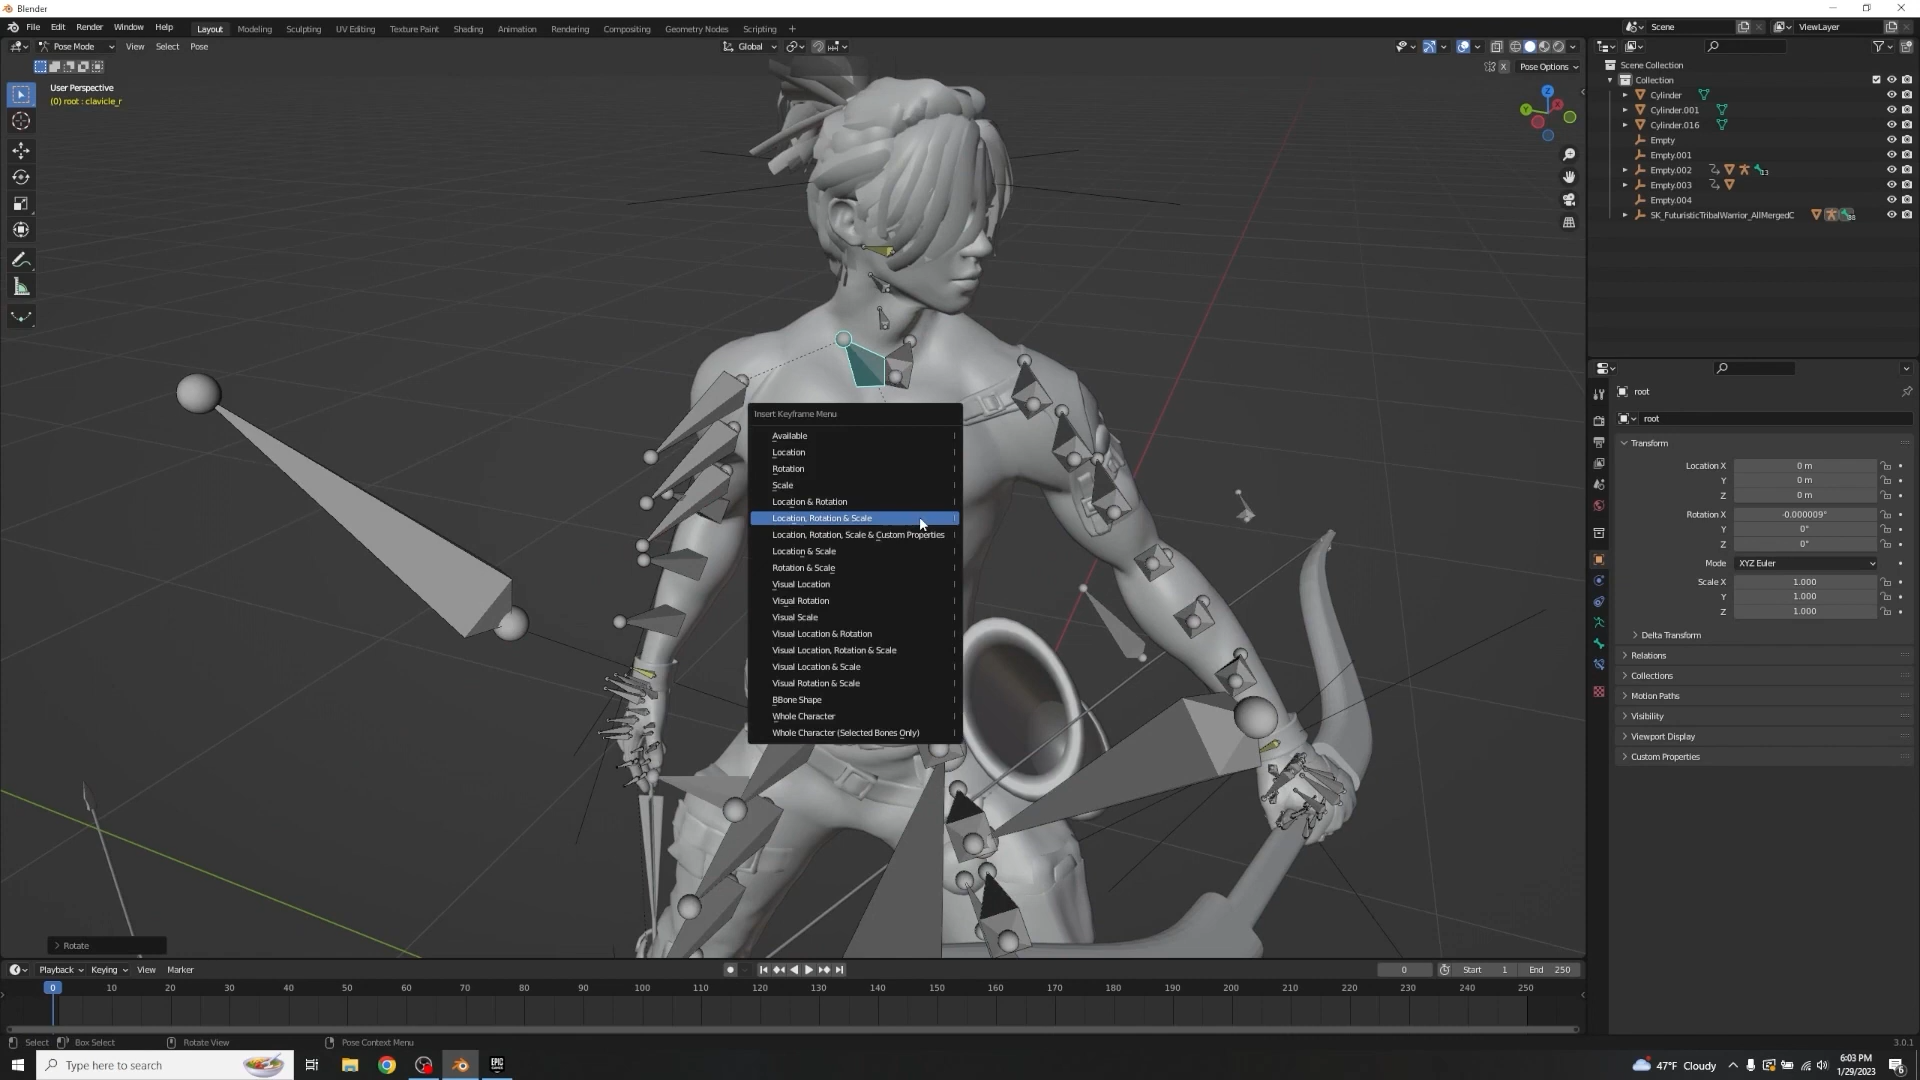 Blender
File Edit Render Window Help Layout Modeling Sculpting UV Editing Texture Paint Shading Animation Rendering Compositing Geometry Nodes Scripting + Scene ViewLayer
Pose Mode View Select Pose Global
X Pose Options
User Perspective
(0) root : clavicle_r
Z
Y
X
Scene Collection
Collection
Cylinder
Cylinder.001
Cylinder.016
Empty
Empty.001
Empty.002
Empty.003
Empty.004
SK_FuturisticTribalWarrior_AllMergedC
Insert Keyframe Menu
Available I
Location I
Rotation I
Scale I
Location & Rotation I
Location, Rotation & Scale I
Location, Rotation, Scale & Custom Properties I
Location & Scale I
Rotation & Scale I
Visual Location I
Visual Rotation I
Visual Scale I
Visual Location & Rotation I
Visual Location, Rotation & Scale I
Visual Location & Scale I
Visual Rotation & Scale I
BBone Shape I
Whole Character I
Whole Character (Selected Bones Only) I
root
root
Transform
Location X 0 m
Y 0 m
Z 0 m
Rotation X -0.000009°
Y 0°
Z 0°
Mode XYZ Euler
Scale X 1.000
Y 1.000
Z 1.000
Delta Transform
Relations
Collections
Motion Paths
Visibility
Viewport Display
Custom Properties
Rotate
Playback Keying View Marker 0 Start 1 End 250
0 10 20 30 40 50 60 70 80 90 100 110 120 130 140 150 160 170 180 190 200 210 220 230 240 250
Select Box Select Rotate View Pose Context Menu 3.0.1
Type here to search
EPIC GAMES
47°F Cloudy
6:03 PM
1/29/2023